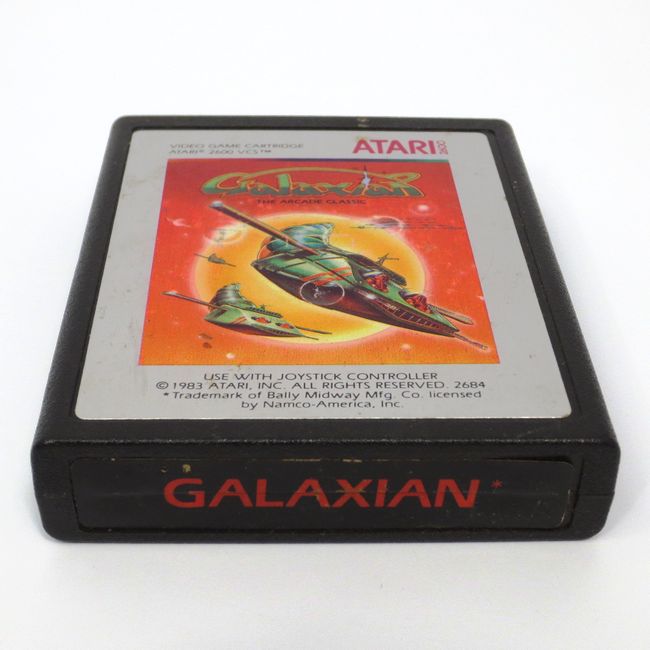 VIDEO GAME CARTRIDGE
ATARI® 2600 VCS™
ATARI 2600
Galaxian
THE ARCADE CLASSIC
USE WITH JOYSTICK CONTROLLER
© 1983 ATARI, INC. ALL RIGHTS RESERVED. 2684
*Trademark of Bally Midway Mfg. Co. licensed
by Namco-America, Inc.
GALAXIAN*